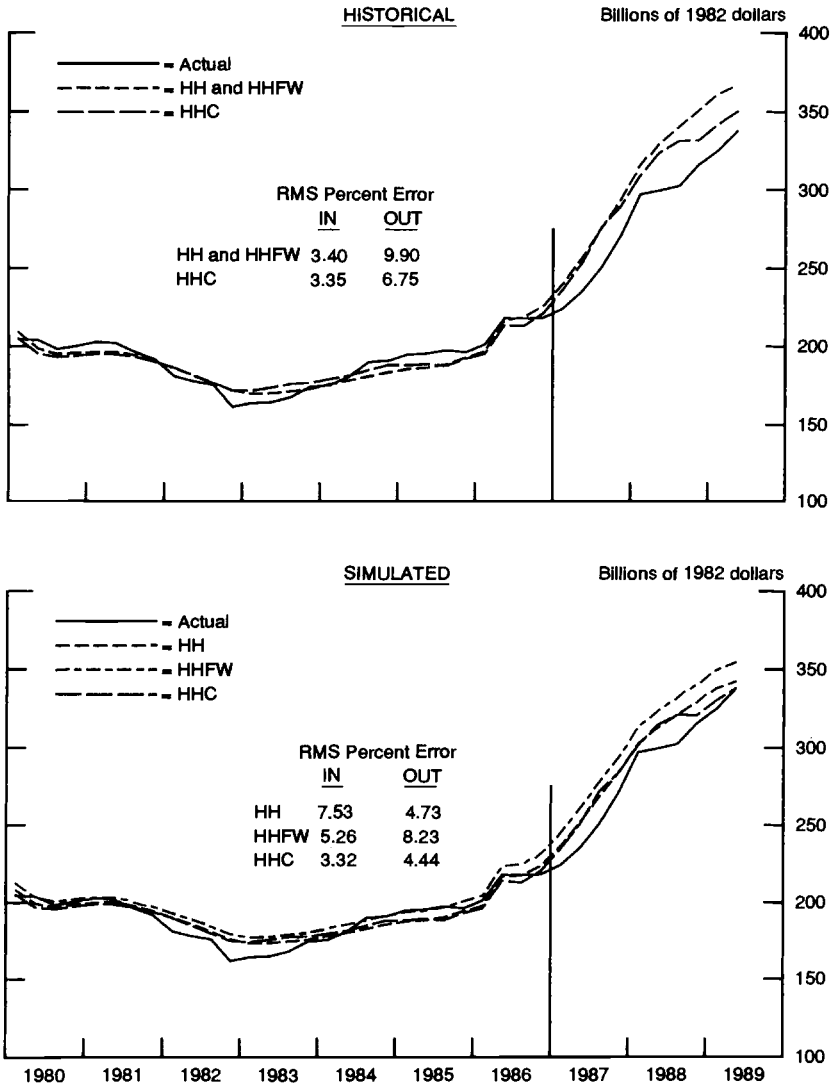 HISTORICAL
Billions of 1982 dollars
400
= Actual
= HH and HHFW
= HHC
350
RMS Percent Error
IN OUT
HH and HHFW 3.40 9.90
HHC 3.35 6.75
300
250
200
150
100
SIMULATED
Billions of 1982 dollars
400
= Actual
= HH
= HHFW
= HHC
350
RMS Percent Error
IN OUT
HH 7.53 4.73
HHFW 5.26 8.23
HHC 3.32 4.44
300
250
200
150
100
1980 1981 1982 1983 1984 1985 1986 1987 1988 1989